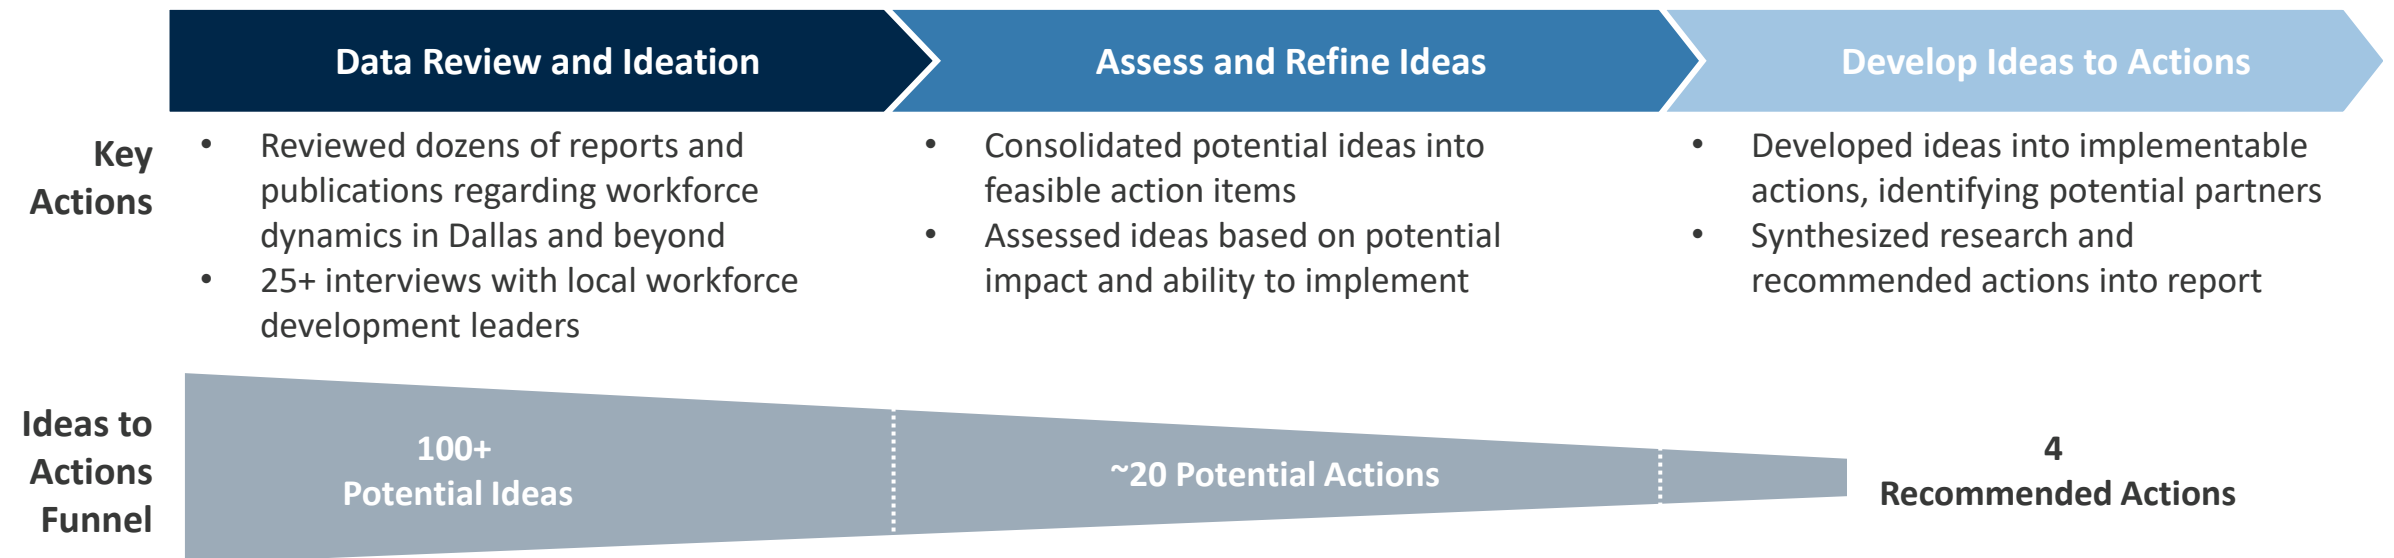 Data Review and Ideation
Assess and Refine Ideas
Develop Ideas to Actions
Key
Actions
• Reviewed dozens of reports and
publications regarding workforce
dynamics in Dallas and beyond
• 25+ interviews with local workforce
development leaders
• Consolidated potential ideas into
feasible action items
• Assessed ideas based on potential
impact and ability to implement
• Developed ideas into implementable
actions, identifying potential partners
• Synthesized research and
recommended actions into report
Ideas to
Actions
Funnel
100+
Potential Ideas
~20 Potential Actions
4
Recommended Actions